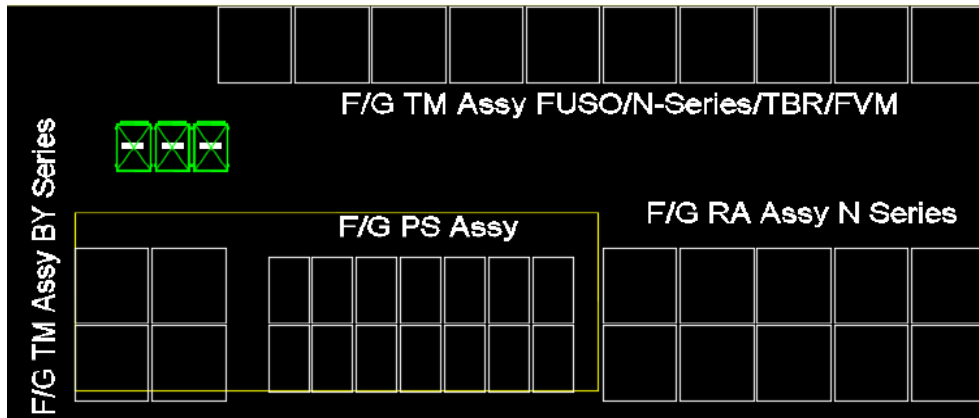 F/G TM Assy FUSO/N-Series/TBR/FVM
F/G TM Assy BY Series
F/G PS Assy
F/G RA Assy N Series